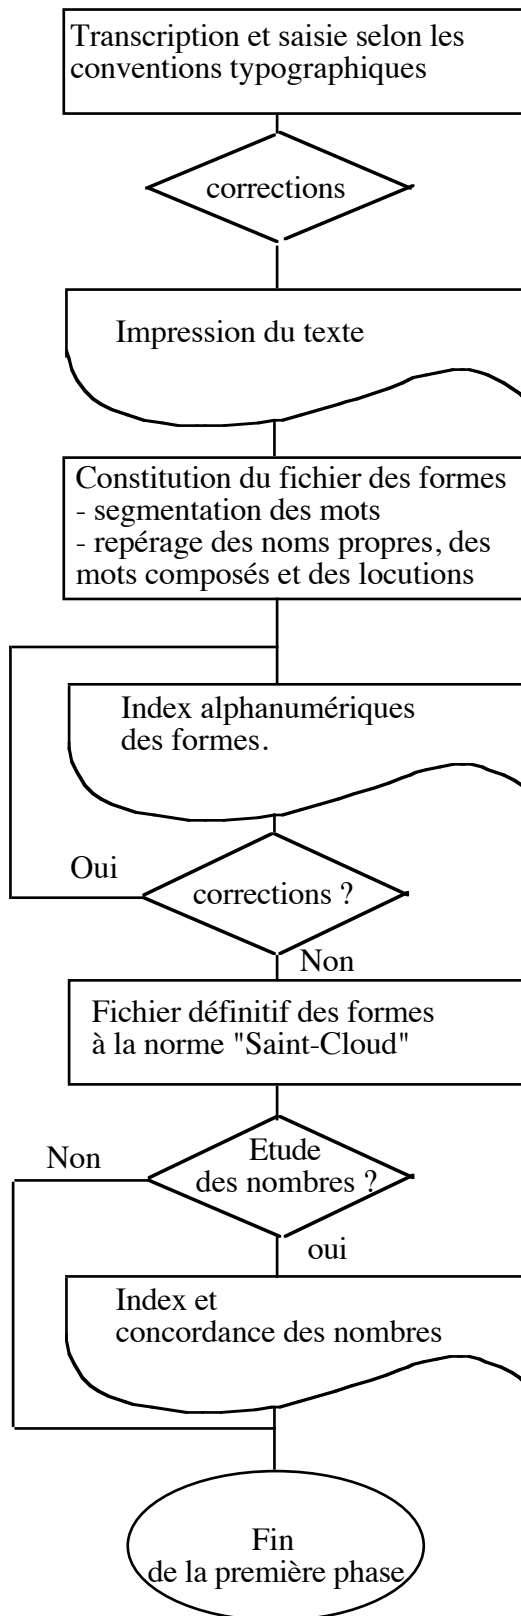 Transcription et saisie selon les
conventions typographiques
corrections
Impression du texte
Constitution du fichier des formes
- segmentation des mots
- repérage des noms propres, des
mots composés et des locutions
Index alphanumériques
des formes.
Oui
corrections ?
Non
Fichier définitif des formes
à la norme "Saint-Cloud"
Non
Etude
des nombres ?
oui
Index et
concordance des nombres
Fin
de la première phase